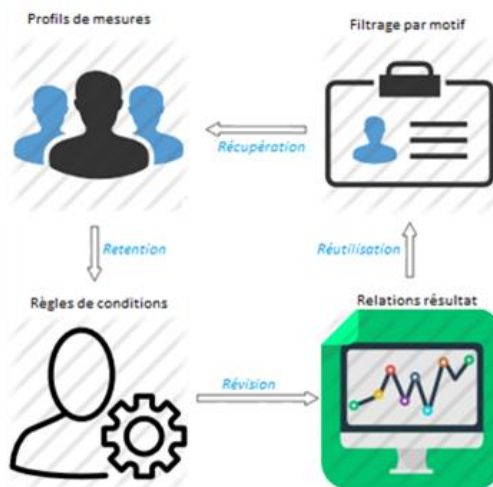 Profils de mesures
Filtrage par motif
Récupération
Retention
Réutilisation
Règles de conditions
Relations résultat
Révision